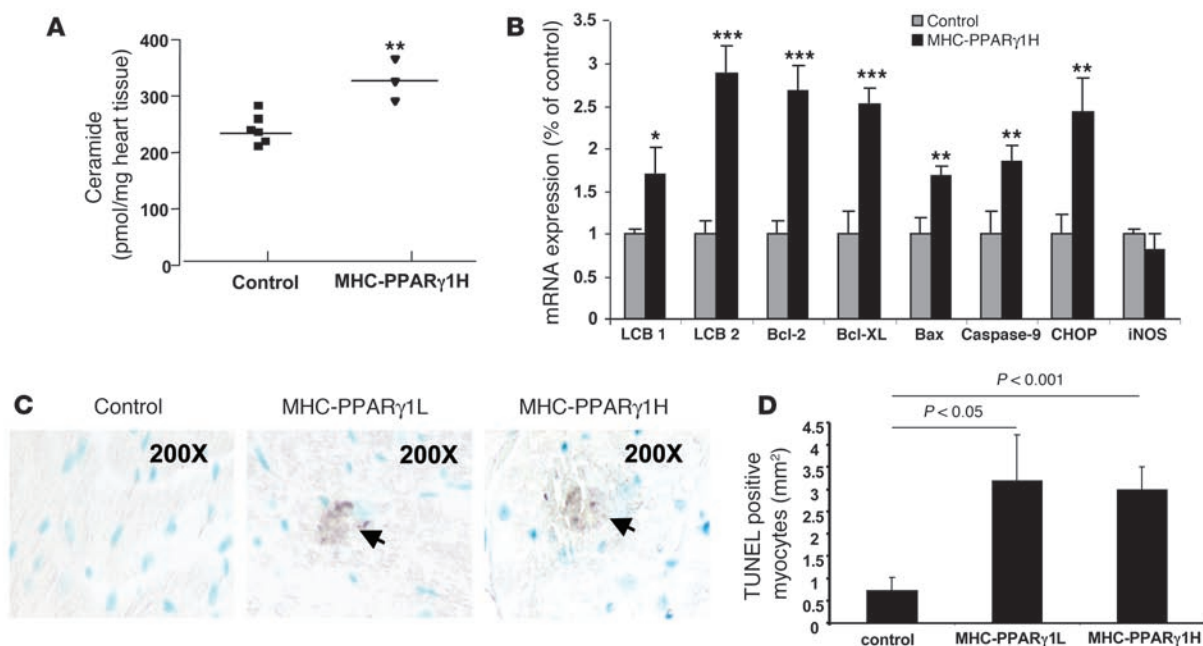 A
Ceramide
(pmol/mg heart tissue)
400
300
200
100
0
**
Control
MHC-PPARγ1H
B
mRNA expression (% of control)
3.5
3
2.5
2
1.5
1
0.5
0
Control
MHC-PPARγ1H
*
***
***
***
**
**
**
LCB 1
LCB 2
Bcl-2
Bcl-XL
Bax
Caspase-9
CHOP
iNOS
C
Control
MHC-PPARγ1L
MHC-PPARγ1H
200X
200X
200X
D
P < 0.001
P < 0.05
TUNEL positive
myocytes (mm²)
4.5
3.5
3
2.5
1
0.5
0
control
MHC-PPARγ1L
MHC-PPARγ1H